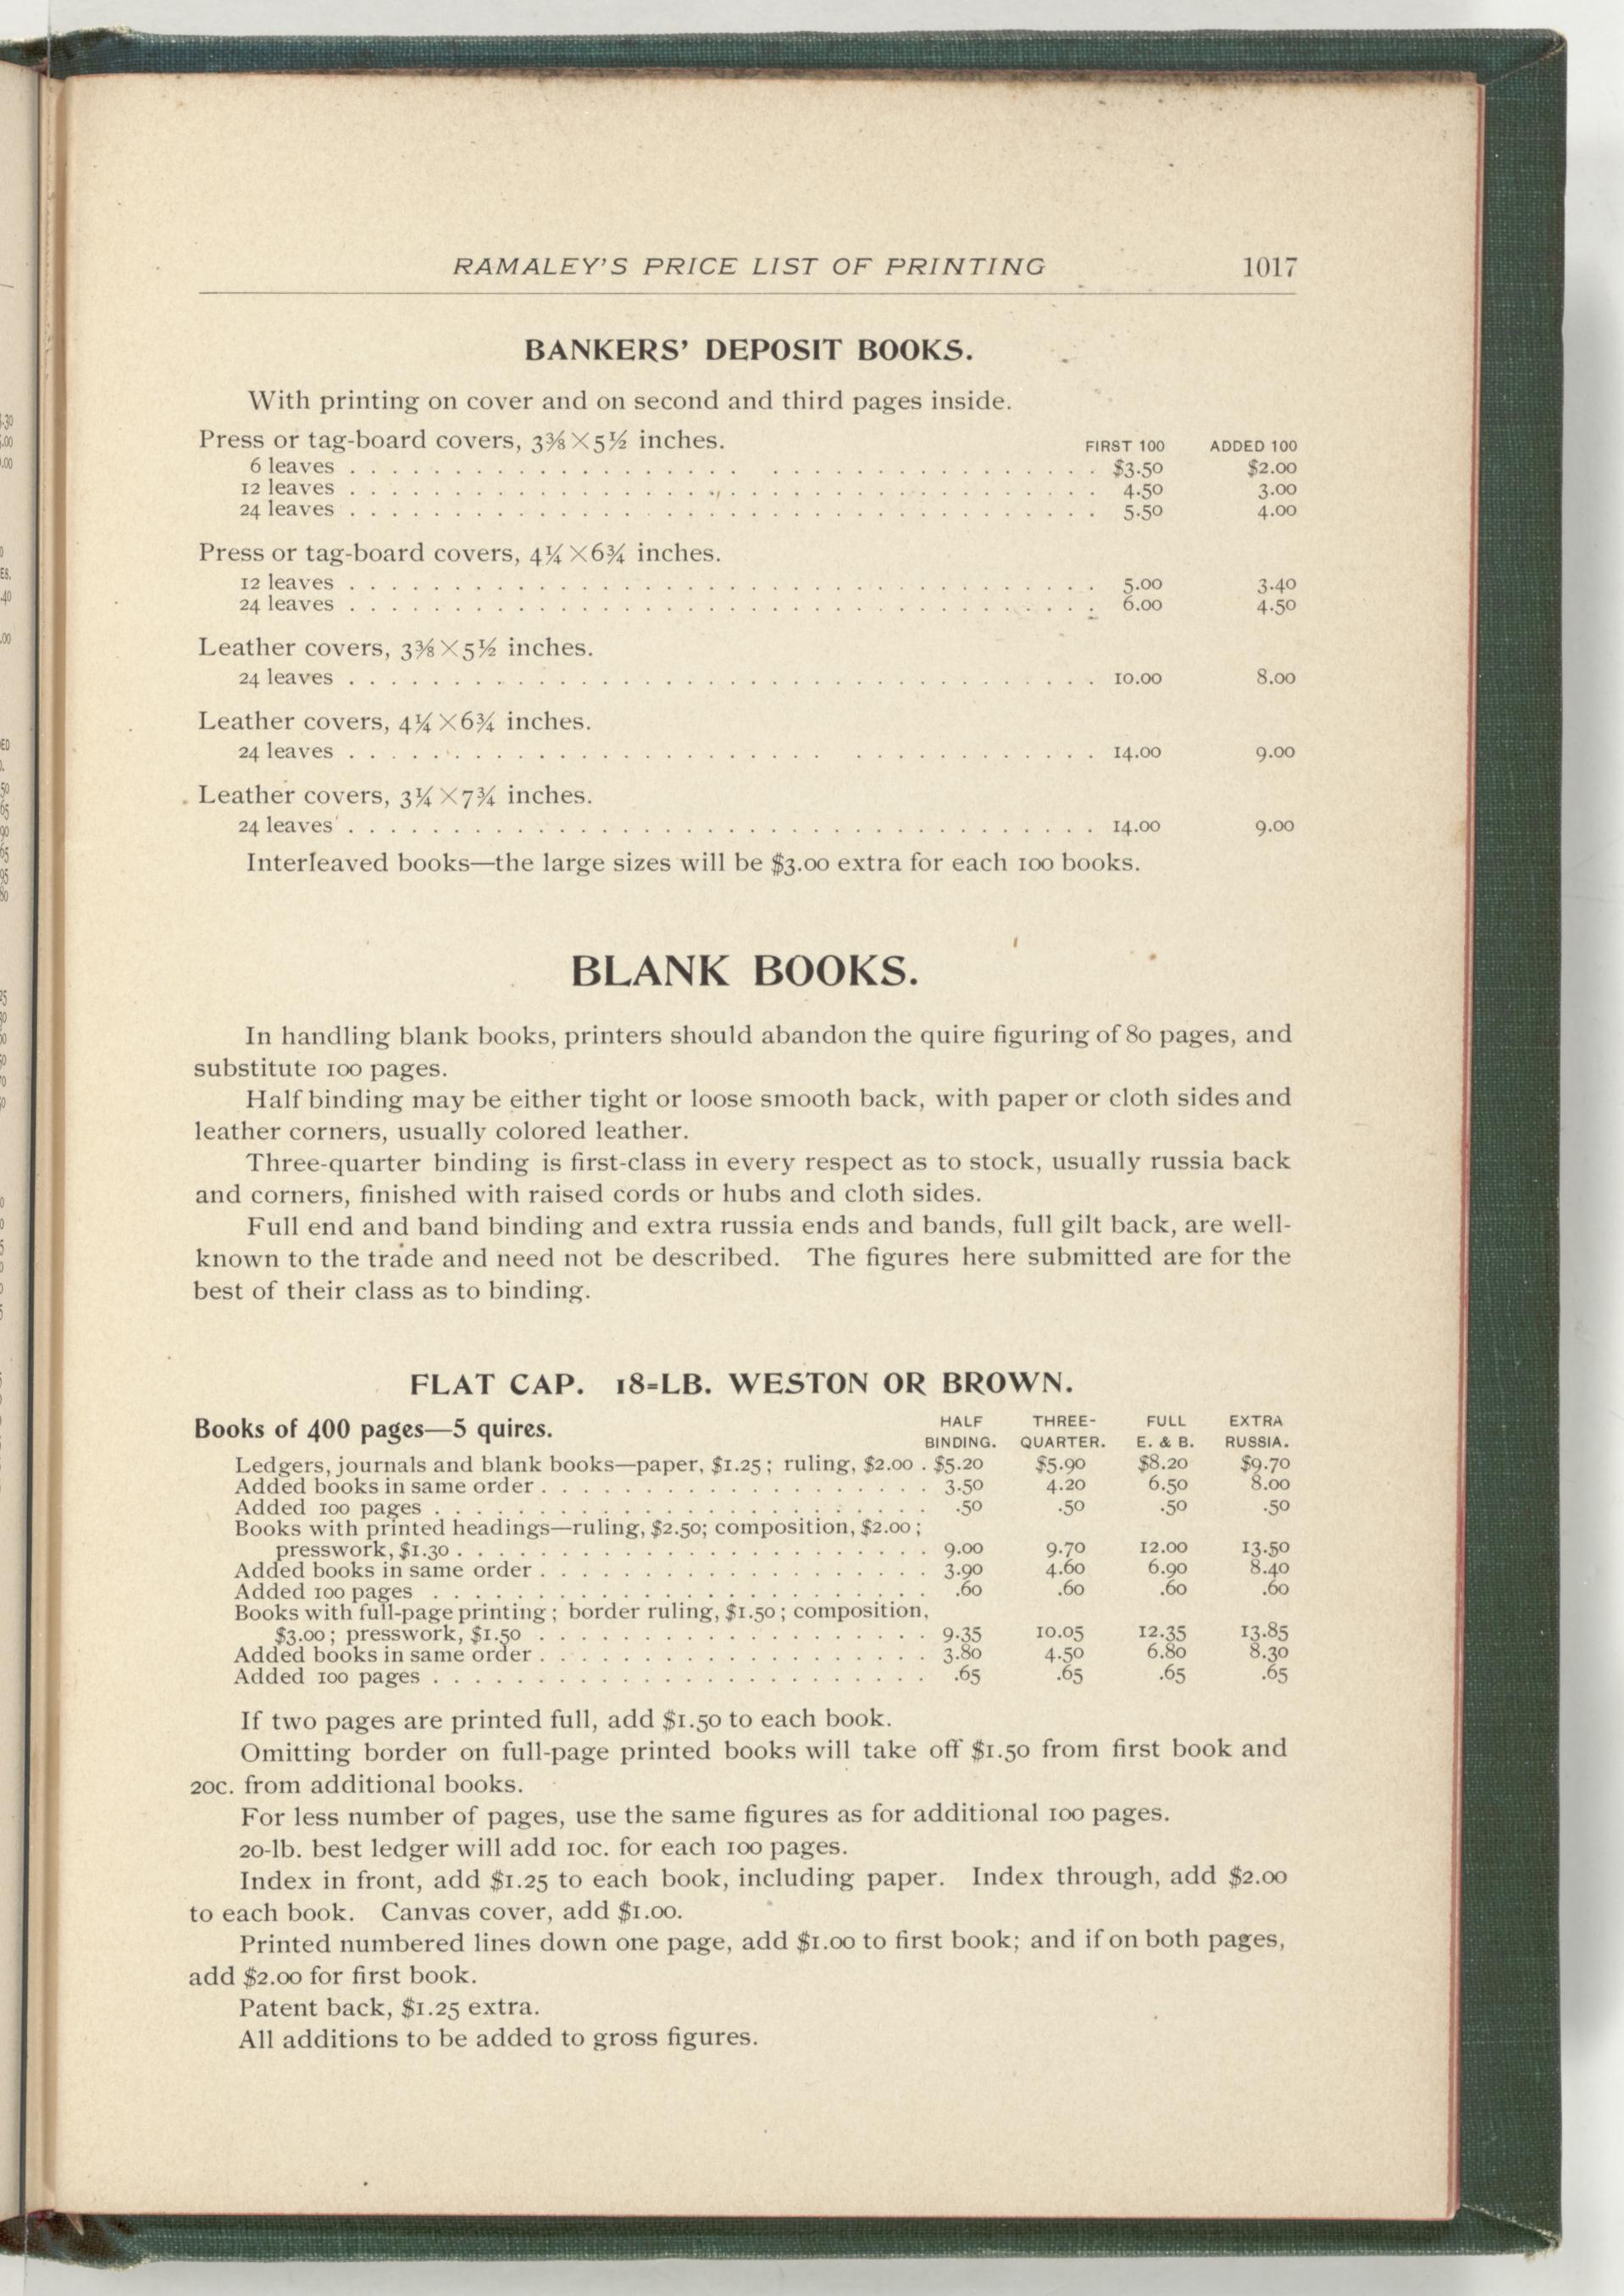 RAMALEY'S PRICE LIST OF PRINTING 1017
BANKERS' DEPOSIT BOOKS.
With printing on cover and on second and third pages inside.
Press or tag-board covers, 3⅜×5½ inches. FIRST 100 ADDED 100
6 leaves . . . . . . . . . . $3.50 $2.00
12 leaves . . . . . . . . . . 4.50 3.00
24 leaves . . . . . . . . . . 5.50 4.00
Press or tag-board covers, 4¼×6¾ inches.
12 leaves . . . . . . . . . . 5.00 3.40
24 leaves . . . . . . . . . . 6.00 4.50
Leather covers, 3⅜×5½ inches.
24 leaves . . . . . . . . . . 10.00 8.00
Leather covers, 4¼×6¾ inches.
24 leaves . . . . . . . . . . 14.00 9.00
Leather covers, 3¼×7¾ inches.
24 leaves . . . . . . . . . . 14.00 9.00
Interleaved books—the large sizes will be $3.00 extra for each 100 books.
BLANK BOOKS.
In handling blank books, printers should abandon the quire figuring of 80 pages, and
substitute 100 pages.
Half binding may be either tight or loose smooth back, with paper or cloth sides and
leather corners, usually colored leather.
Three-quarter binding is first-class in every respect as to stock, usually russia back
and corners, finished with raised cords or hubs and cloth sides.
Full end and band binding and extra russia ends and bands, full gilt back, are well-
known to the trade and need not be described. The figures here submitted are for the
best of their class as to binding.
FLAT CAP. 18-LB. WESTON OR BROWN.
Books of 400 pages—5 quires. HALF BINDING. THREE-QUARTER. FULL E. & B. EXTRA RUSSIA.
Ledgers, journals and blank books—paper, $1.25; ruling, $2.00 . $5.20 $5.90 $8.20 $9.70
Added books in same order . . . . . . . . . . 3.50 4.20 6.50 8.00
Added 100 pages . . . . . . . . . . .50 .50 .50 .50
Books with printed headings—ruling, $2.50; composition, $2.00;
presswork, $1.30 . . . . . . . . . . 9.00 9.70 12.00 13.50
Added books in same order . . . . . . . . . . 3.90 4.60 6.90 8.40
Added 100 pages . . . . . . . . . . .60 .60 .60 .60
Books with full-page printing; border ruling, $1.50; composition,
$3.00; presswork, $1.50 . . . . . . . . . . 9.35 10.05 12.35 13.85
Added books in same order . . . . . . . . . . 3.80 4.50 6.80 8.30
Added 100 pages . . . . . . . . . . .65 .65 .65 .65
If two pages are printed full, add $1.50 to each book.
Omitting border on full-page printed books will take off $1.50 from first book and
20c. from additional books.
For less number of pages, use the same figures as for additional 100 pages.
20-lb. best ledger will add 10c. for each 100 pages.
Index in front, add $1.25 to each book, including paper. Index through, add $2.00
to each book. Canvas cover, add $1.00.
Printed numbered lines down one page, add $1.00 to first book; and if on both pages,
add $2.00 for first book.
Patent back, $1.25 extra.
All additions to be added to gross figures.